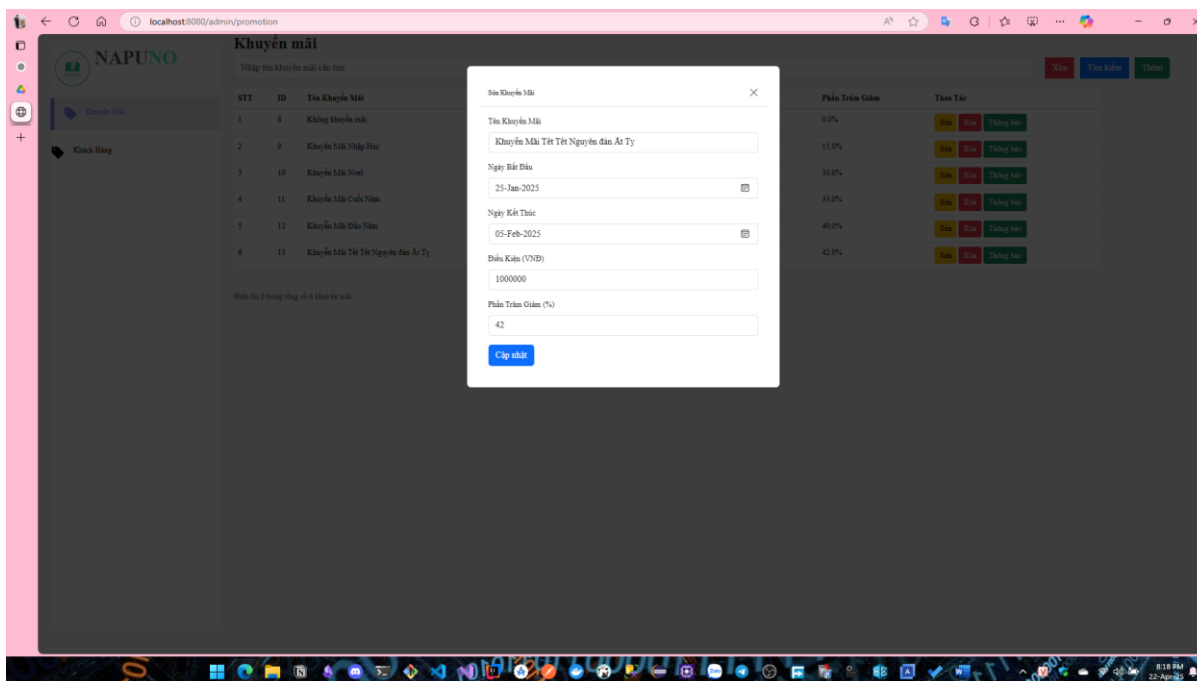 localhost:8080/admin/promotion
NAPUNO
Khuyến Mãi
Khách Hàng
Khuyến mãi
Nhập tên khuyến mãi cần tìm
Xóa Tìm kiếm Thêm
STT ID Tên Khuyến Mãi Phần Trăm Giảm Thao Tác
1 8 Không khuyến mãi 0.0% Sửa Xóa Thông báo
2 9 Khuyến Mãi Nhập Học 15.0% Sửa Xóa Thông báo
3 10 Khuyến Mãi Noel 30.0% Sửa Xóa Thông báo
4 11 Khuyến Mãi Cuối Năm 33.0% Sửa Xóa Thông báo
5 12 Khuyễn Mãi Đầu Năm 40.0% Sửa Xóa Thông báo
6 13 Khuyễn Mãi Tết Tết Nguyên đán Ất Tỵ 42.0% Sửa Xóa Thông báo
Hiển thị 6 trong tổng số 6 khuyến mãi
Sửa Khuyến Mãi
Tên Khuyến Mãi
Khuyễn Mãi Tết Tết Nguyên đán Ất Tỵ
Ngày Bắt Đầu
25-Jan-2025
Ngày Kết Thúc
05-Feb-2025
Điều Kiện (VNĐ)
1000000
Phần Trăm Giảm (%)
42
Cập nhật
8:18 PM
22-Apr-25